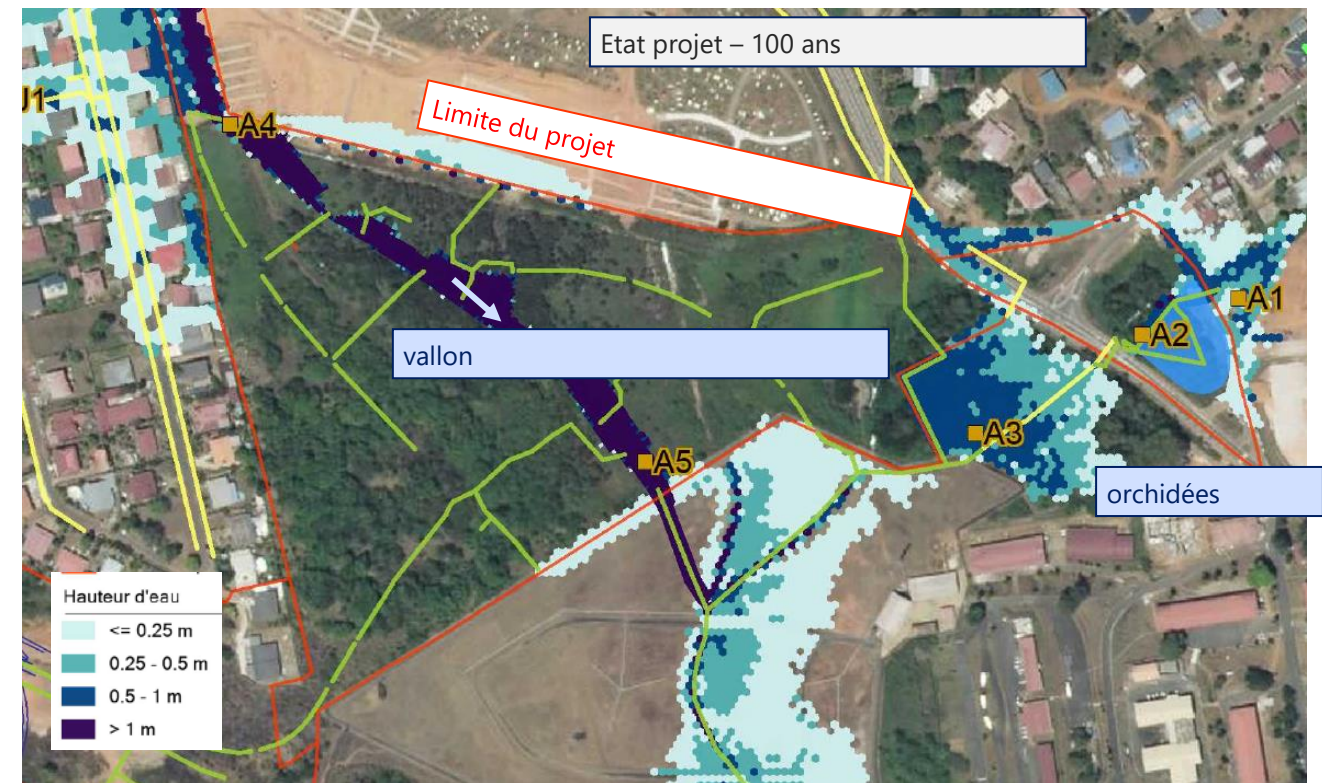 Etat projet – 100 ans
J1
A4
Limite du projet
A1
A2
vallon
A3
A5
orchidées
Hauteur d'eau
<= 0.25 m
0.25 - 0.5 m
0.5 - 1 m
> 1 m